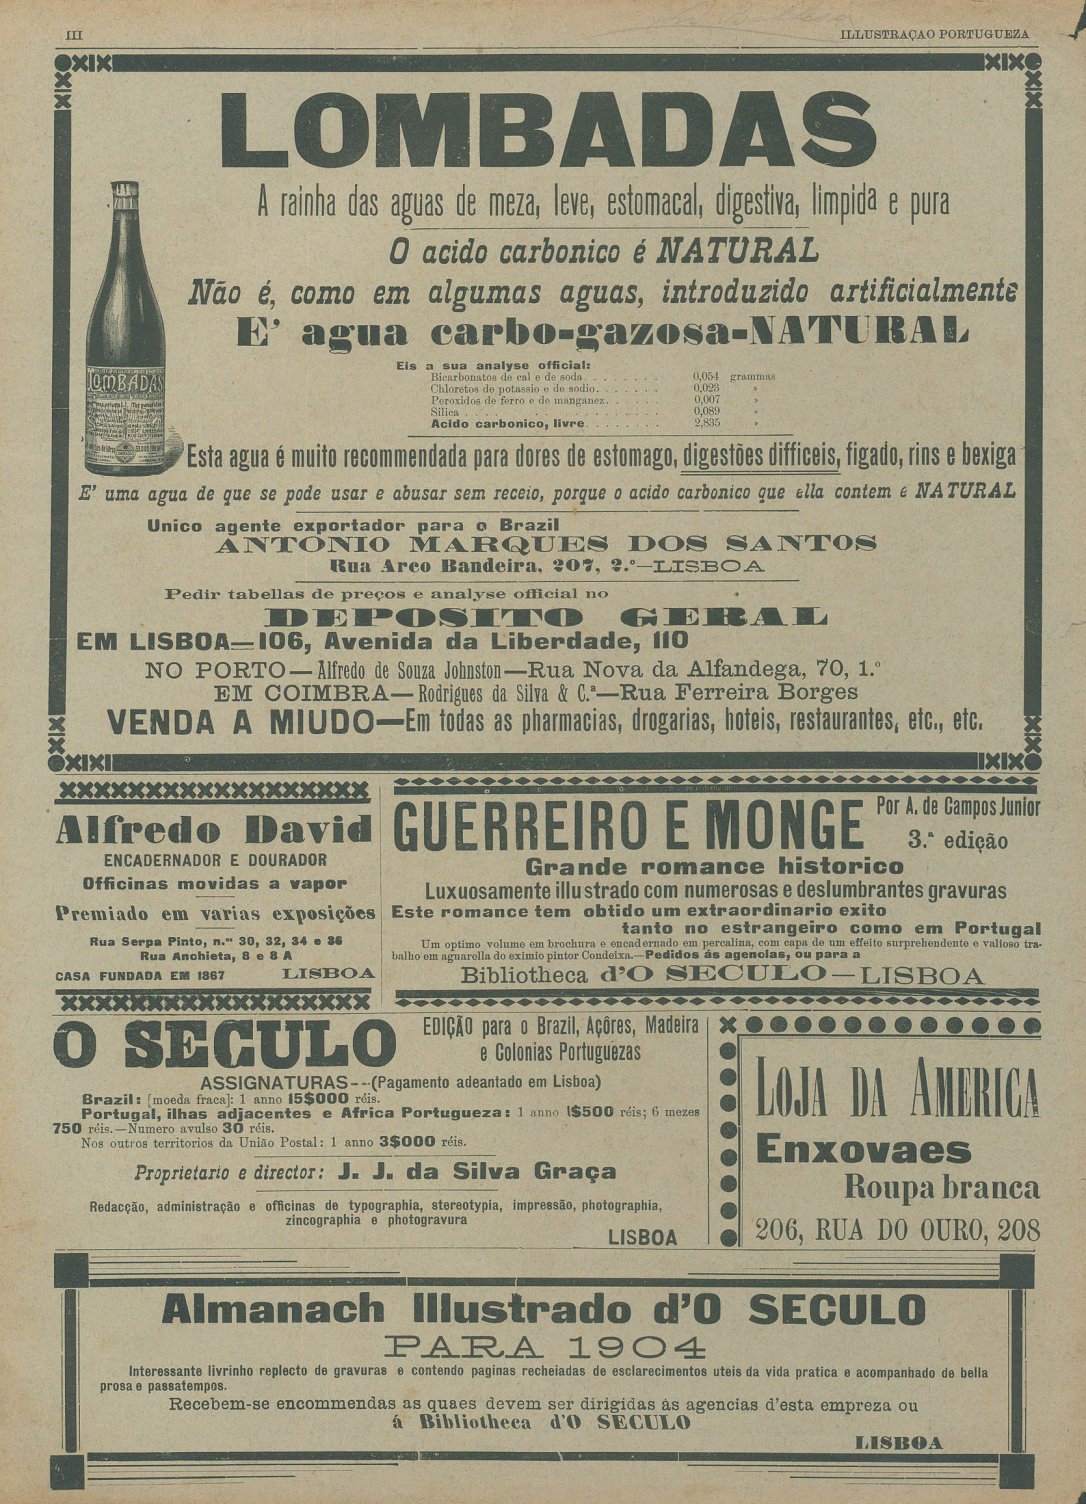 III
ILLUSTRAÇAO PORTUGUEZA
LOMBADAS
A rainha das aguas de meza, leve, estomacal, digestiva, limpida e pura
O acido carbonico é NATURAL
Não é, como em algumas aguas, introduzido artificialmente
E' agua carbo-gazosa-NATURAL
Eis a sua analyse official:
Bicarbonatos de cal e de soda. . . . . . . . 0,054 grammas
Chloretos de potassio e de sodio. . . . . . . 0,023 »
Peroxidos de ferro e de manganez. . . . . . 0,007 »
Silica . . . . . . . . . . . . . . . 0,089 »
Acido carbonico, livre. . . . . . . . 2,835 »
LOMBADAS
Esta agua é muito recommendada para dores de estomago, digestões difficeis, figado, rins e bexiga
E' uma agua de que se pode usar e abusar sem receio, porque o acido carbonico que ella contem é NATURAL
Unico agente exportador para o Brazil
ANTONIO MARQUES DOS SANTOS
Rua Arco Bandeira, 207, 2.º—LISBOA
Pedir tabellas de preços e analyse official no
DEPOSITO GERAL
EM LISBOA—106, Avenida da Liberdade, 110
NO PORTO—Alfredo de Souza Johnston—Rua Nova da Alfandega, 70, 1.º
EM COIMBRA—Rodrigues da Silva & C.ª—Rua Ferreira Borges
VENDA A MIUDO—Em todas as pharmacias, drogarias, hoteis, restaurantes, etc., etc.
Alfredo David
ENCADERNADOR E DOURADOR
Officinas movidas a vapor
Premiado em varias exposições
Rua Serpa Pinto, n.os 30, 32, 34 e 36
Rua Anchieta, 8 e 8 A
CASA FUNDADA EM 1867 LISBOA
GUERREIRO E MONGE
Por A. de Campos Junior
3.ª edição
Grande romance historico
Luxuosamente illustrado com numerosas e deslumbrantes gravuras
Este romance tem obtido um extraordinario exito
tanto no estrangeiro como em Portugal
Um optimo volume em brochura e encadernado em percalina, com capa de um effeito surprehendente e valioso tra-
balho em aguarella do eximio pintor Condeixa.—Pedidos ás agencias, ou para a
Bibliotheca d'O SECULO—LISBOA
O SECULO
EDIÇÃO para o Brazil, Açôres, Madeira
e Colonias Portuguezas
ASSIGNATURAS--(Pagamento adeantado em Lisboa)
Brazil: [moeda fraca]: 1 anno 15$000 réis.
Portugal, ilhas adjacentes e Africa Portugueza: 1 anno 1$500 réis; 6 mezes
750 réis.—Numero avulso 30 réis.
Nos outros territorios da União Postal: 1 anno 3$000 réis.
Proprietario e director: J. J. da Silva Graça
Redacção, administração e officinas de typographia, stereotypia, impressão, photographia,
zincographia e photogravura
LISBOA
LOJA DA AMERICA
Enxovaes
Roupa branca
206, RUA DO OURO, 208
Almanach Illustrado d'O SECULO
PARA 1904
Interessante livrinho replecto de gravuras e contendo paginas recheiadas de esclarecimentos uteis da vida pratica e acompanhado de bella
prosa e passatempos.
Recebem-se encommendas as quaes devem ser dirigidas ás agencias d'esta empreza ou
á Bibliotheca d'O SECULO
LISBOA